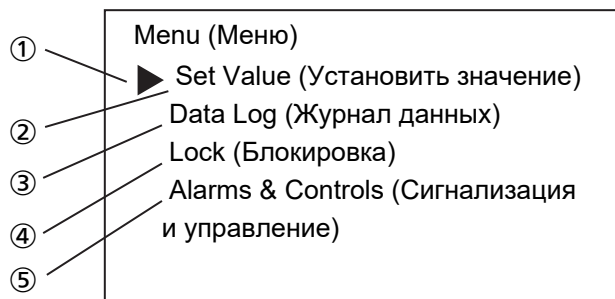 Menu (Меню)
①
Set Value (Установить значение)
②
Data Log (Журнал данных)
③
Lock (Блокировка)
④
Alarms & Controls (Сигнализация
и управление)
⑤